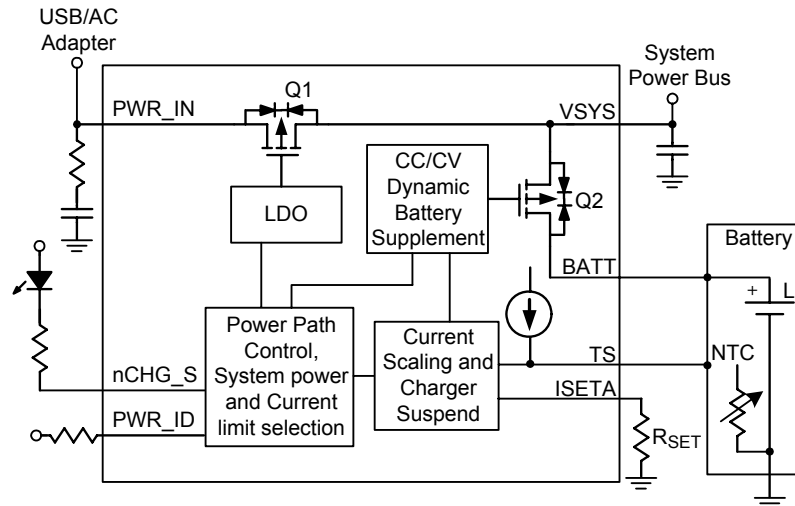 USB/AC
Adapter
System
Power Bus
PWR_IN
Q1
VSYS
LDO
CC/CV
Dynamic
Battery
Supplement
Q2
Battery
BATT
+
L
Power Path
Control,
System power
and Current
limit selection
Current
Scaling and
Charger
Suspend
TS
NTC
nCHG_S
ISETA
PWR_ID
RSET